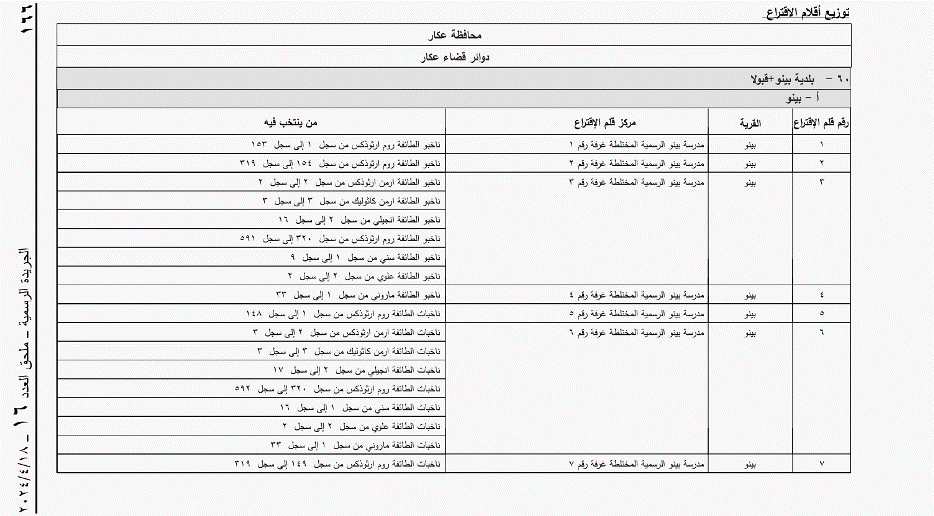 توزيع أقلام الاقتراع
١٦٦
محافظة عكار
دوائر قضاء عكار
٦٠ - بلدية بينو+قبولا
أ - بينو
رقم قلم الإقتراع القرية مركز قلم الإقتراع من ينتخب فيه
١ بينو مدرسة بينو الرسمية المختلطة غرفة رقم ١ ناخبو الطائفة روم ارثوذكس من سجل ١ إلى سجل ١٥٣
٢ بينو مدرسة بينو الرسمية المختلطة غرفة رقم ٢ ناخبو الطائفة روم ارثوذكس من سجل ١٥٤ إلى سجل ٣١٩
٣ بينو مدرسة بينو الرسمية المختلطة غرفة رقم ٣ ناخبو الطائفة ارمن ارثوذكس من سجل ٢ إلى سجل ٢
ناخبو الطائفة ارمن كاثوليك من سجل ٣ إلى سجل ٣
ناخبو الطائفة انجيلي من سجل ٢ إلى سجل ١٦
ناخبو الطائفة روم ارثوذكس من سجل ٣٢٠ إلى سجل ٥٩١
ناخبو الطائفة سني من سجل ١ إلى سجل ٩
ناخبو الطائفة علوي من سجل ٢ إلى سجل ٢
٤ بينو مدرسة بينو الرسمية المختلطة غرفة رقم ٤ ناخبو الطائفة ماروني من سجل ١ إلى سجل ٣٣
٥ بينو مدرسة بينو الرسمية المختلطة غرفة رقم ٥ ناخبات الطائفة روم ارثوذكس من سجل ١ إلى سجل ١٤٨
٦ بينو مدرسة بينو الرسمية المختلطة غرفة رقم ٦ ناخبات الطائفة ارمن ارثوذكس من سجل ٢ إلى سجل ٣
ناخبات الطائفة ارمن كاثوليك من سجل ٣ إلى سجل ٣
ناخبات الطائفة انجيلي من سجل ٢ إلى سجل ١٧
ناخبات الطائفة روم ارثوذكس من سجل ٣٢٠ إلى سجل ٥٩٢
ناخبات الطائفة سني من سجل ١ إلى سجل ١٦
ناخبات الطائفة علوي من سجل ٢ إلى سجل ٢
ناخبات الطائفة ماروني من سجل ١ إلى سجل ٣٣
٧ بينو مدرسة بينو الرسمية المختلطة غرفة رقم ٧ ناخبات الطائفة روم ارثوذكس من سجل ١٤٩ إلى سجل ٣١٩
الجريدة الرسمية - ملحق العدد ١٦ - ٢٠٢٤/٤/١٨